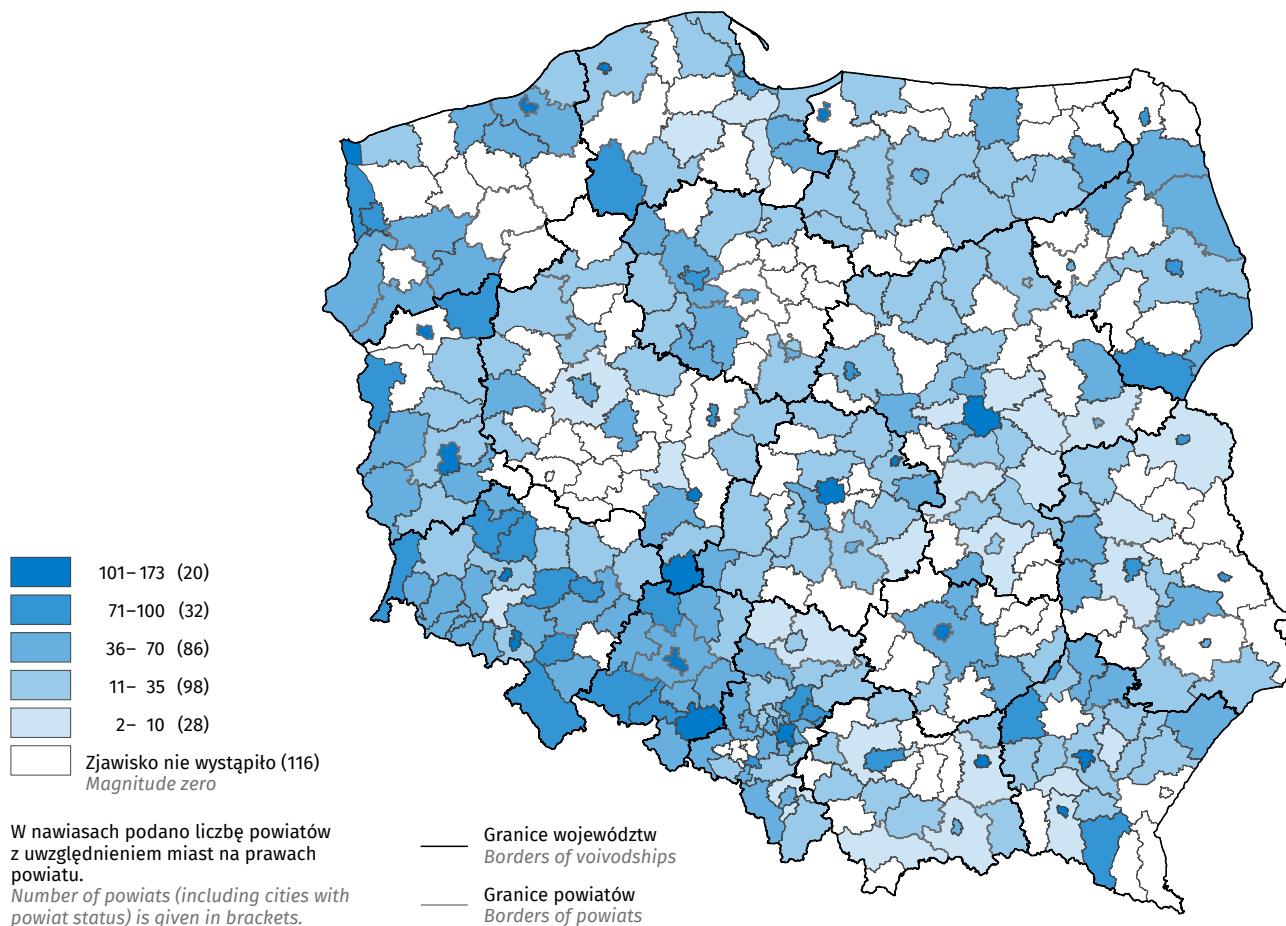 101–173 (20)
71–100 (32)
36– 70 (86)
11– 35 (98)
2– 10 (28)
Zjawisko nie wystąpiło (116)
Magnitude zero
W nawiasach podano liczbę powiatów
z uwzględnieniem miast na prawach
powiatu.
Number of powiats (including cities with
powiat status) is given in brackets.
Granice województw
Borders of voivodships
Granice powiatów
Borders of powiats